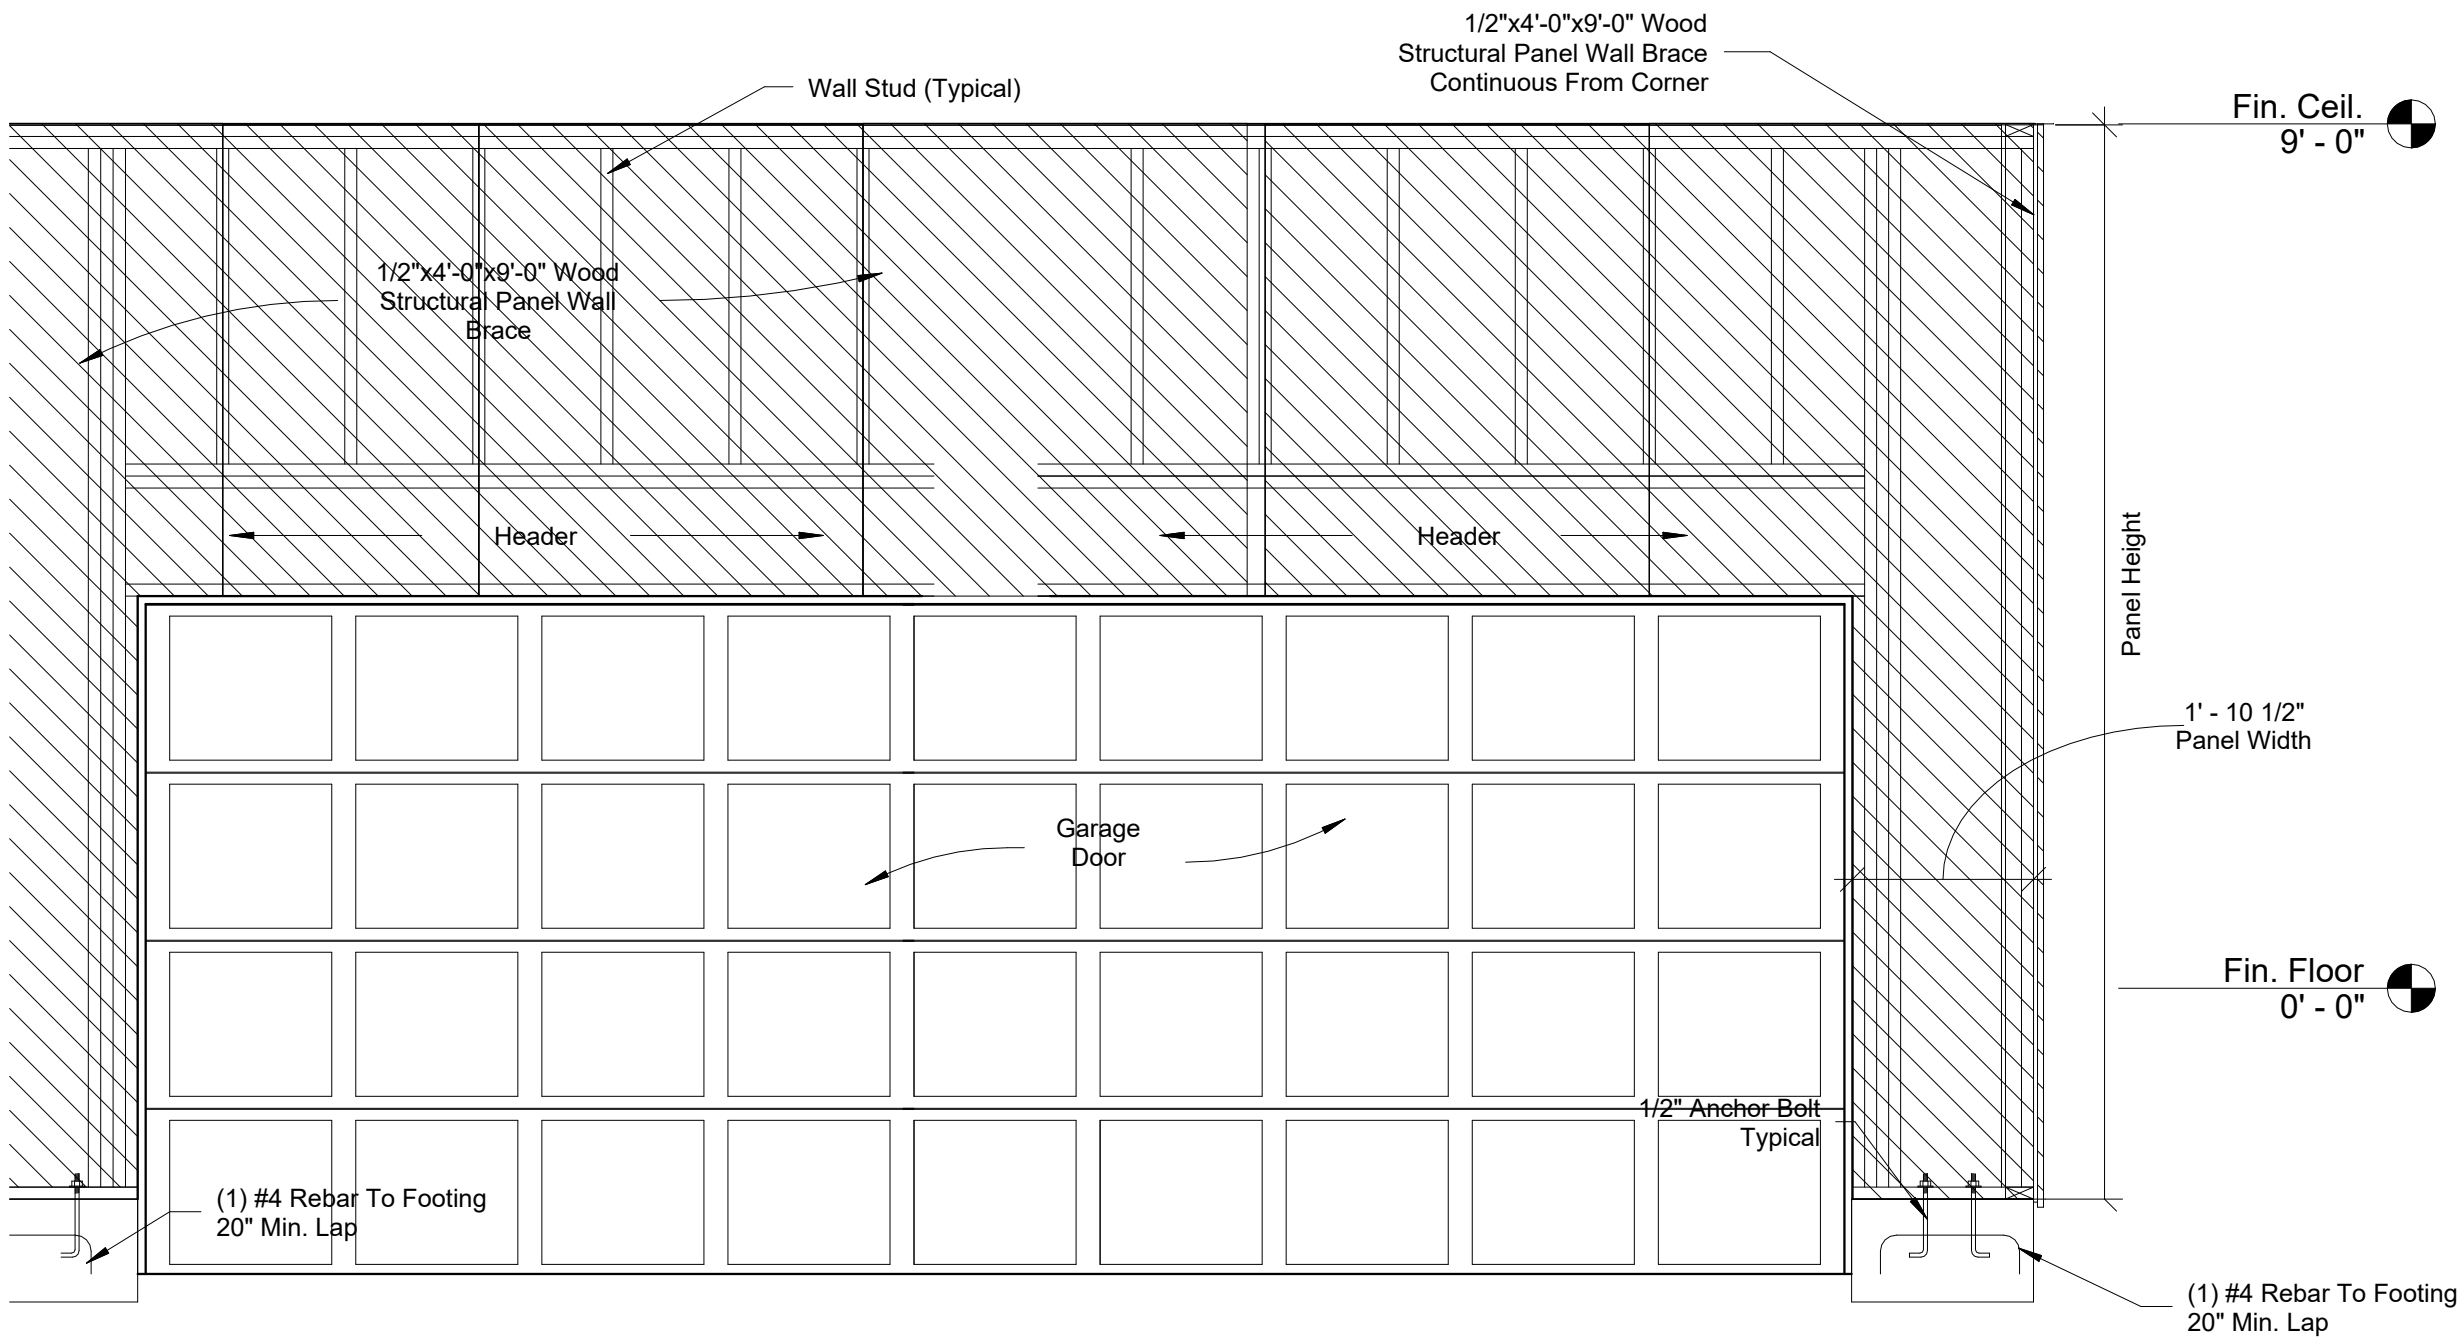 1/2"x4'-0"x9'-0" Wood
Structural Panel Wall Brace
Continuous From Corner
Wall Stud (Typical)
Fin. Ceil.
9' - 0"
1/2"x4'-0"x9'-0" Wood
Structural Panel Wall
Brace
Header
Header
Panel Height
1' - 10 1/2"
Panel Width
Garage
Door
Fin. Floor
0' - 0"
1/2" Anchor Bolt
Typical
(1) #4 Rebar To Footing
20" Min. Lap
(1) #4 Rebar To Footing
20" Min. Lap